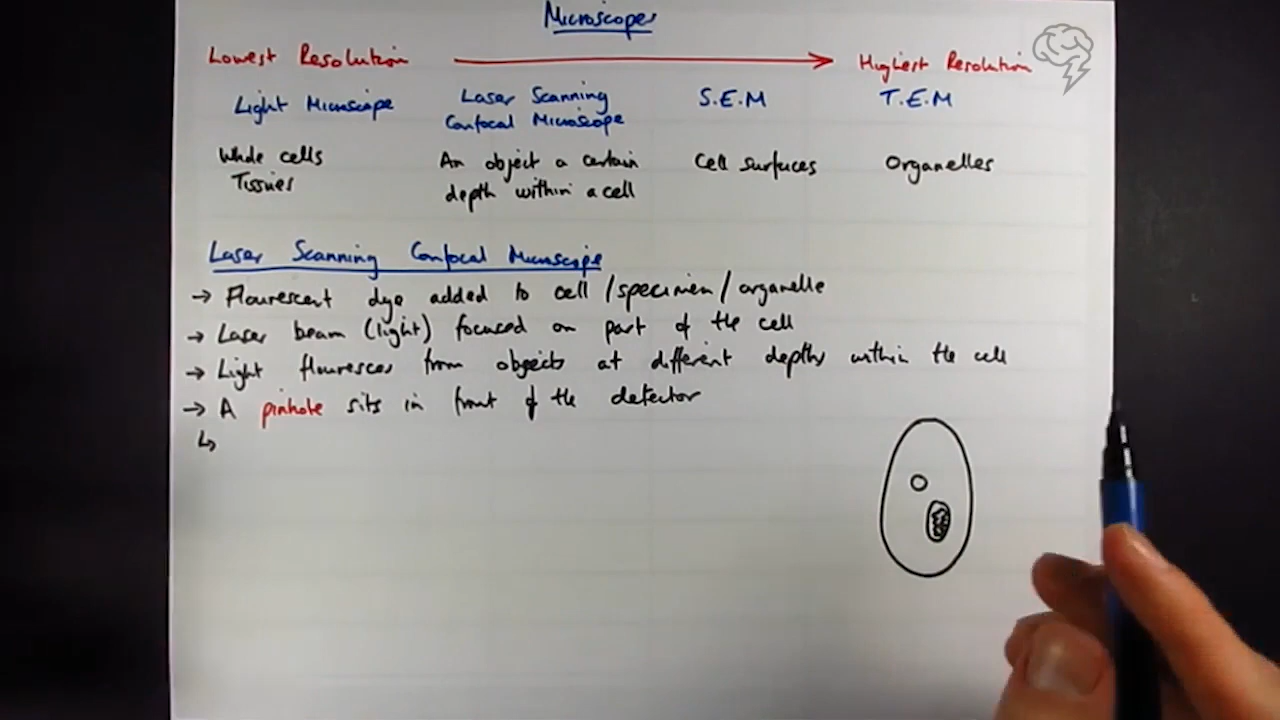 Microscopes
Lowest Resolution → Highest Resolution
Light Microscope
Laser Scanning
Confocal Microscope
S.E.M
T.E.M
Whole cells
Tissues
An object a certain
depth within a cell
Cell surfaces
Organelles
Laser Scanning Confocal Microscope
→ Flourescent dye added to cell/specimen/organelle
→ Laser beam (light) focused on part of the cell
→ Light flouresces from objects at different depths within the cell
→ A pinhole sits in front of the detector
↳